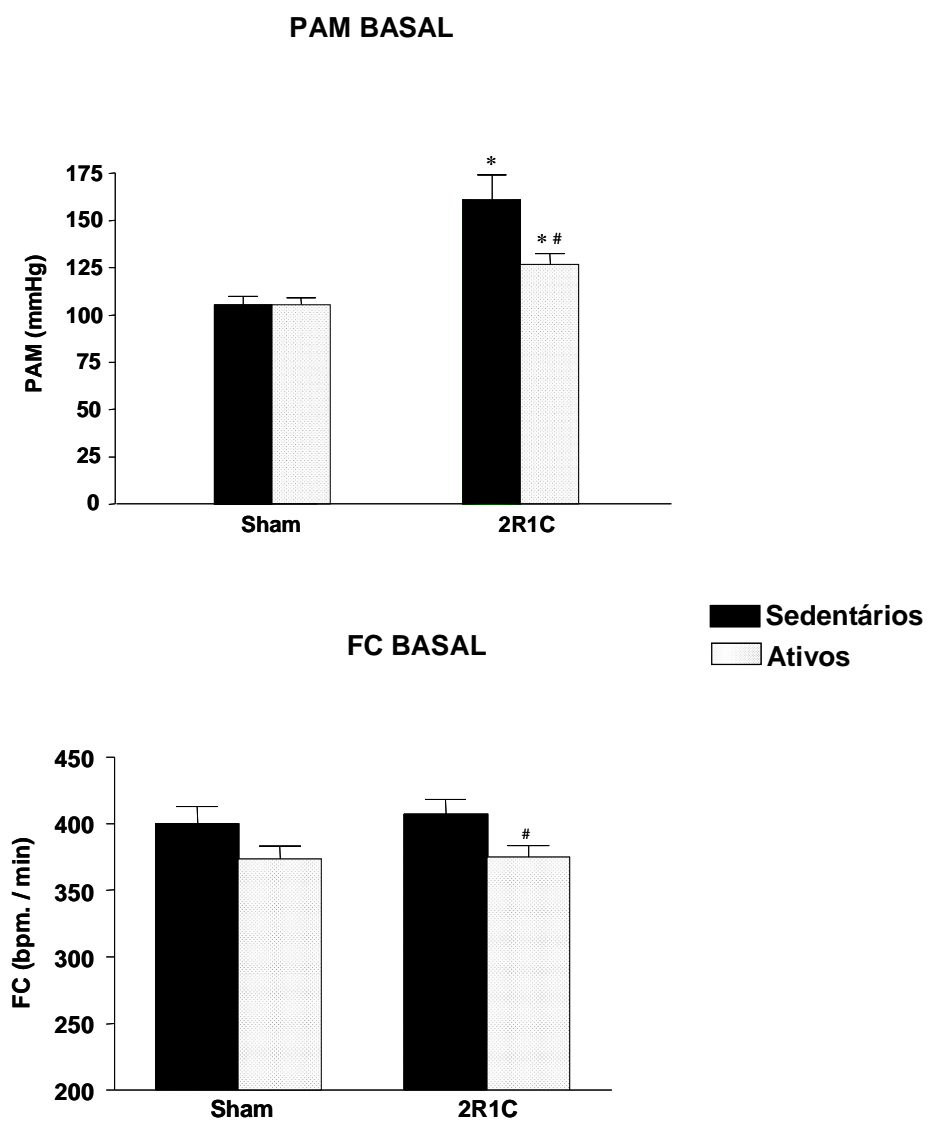 PAM BASAL
175
150
125
100
75
50
25
0
PAM (mmHg)
*
* #
Sham 2R1C
Sedentários
Ativos
FC BASAL
450
400
350
300
250
200
FC (bpm. / min)
#
Sham 2R1C